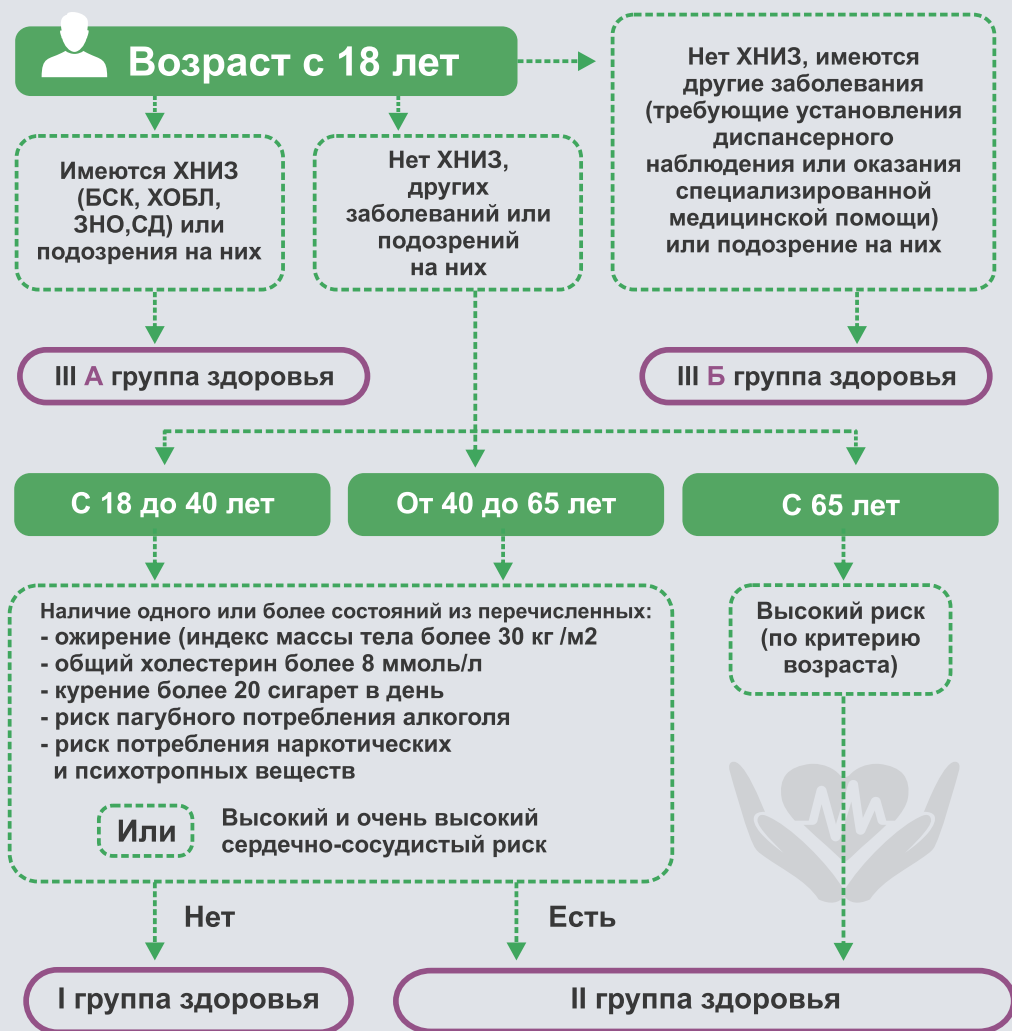 Возраст с 18 лет
Имеются ХНИЗ
(БСК, ХОБЛ,
ЗНО,СД) или
подозрения на них
Нет ХНИЗ,
других
заболеваний или
подозрений
на них
Нет ХНИЗ, имеются
другие заболевания
(требующие установления
диспансерного
наблюдения или оказания
специализированной
медицинской помощи)
или подозрение на них
III А группа здоровья
III Б группа здоровья
С 18 до 40 лет
От 40 до 65 лет
С 65 лет
Наличие одного или более состояний из перечисленных:
- ожирение (индекс массы тела более 30 кг /м2
- общий холестерин более 8 ммоль/л
- курение более 20 сигарет в день
- риск пагубного потребления алкоголя
- риск потребления наркотических
и психотропных веществ
Или
Высокий и очень высокий
сердечно-сосудистый риск
Высокий риск
(по критерию
возраста)
Нет
Есть
I группа здоровья
II группа здоровья